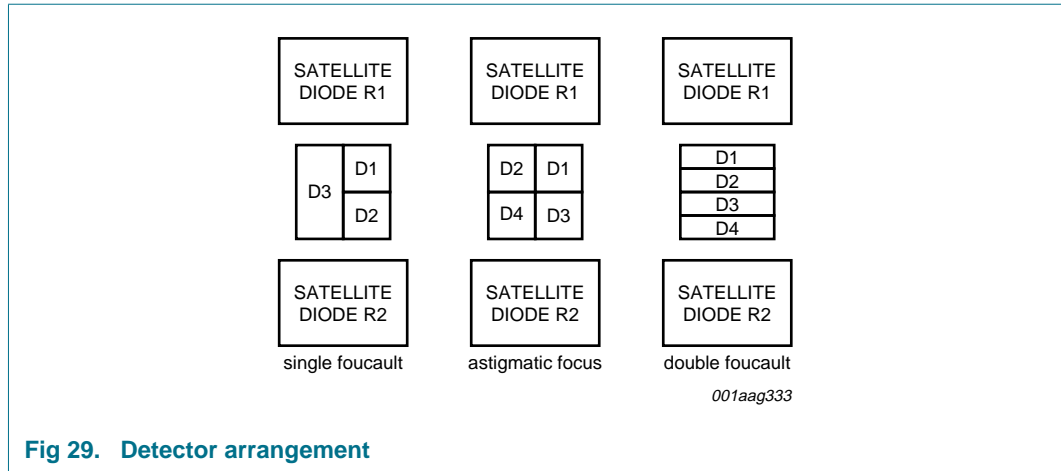 SATELLITE DIODE R1
SATELLITE DIODE R1
SATELLITE DIODE R1
D3
D1
D2
D2
D1
D4
D3
D1
D2
D3
D4
SATELLITE DIODE R2
SATELLITE DIODE R2
SATELLITE DIODE R2
single foucault
astigmatic focus
double foucault
001aag333
Fig 29. Detector arrangement